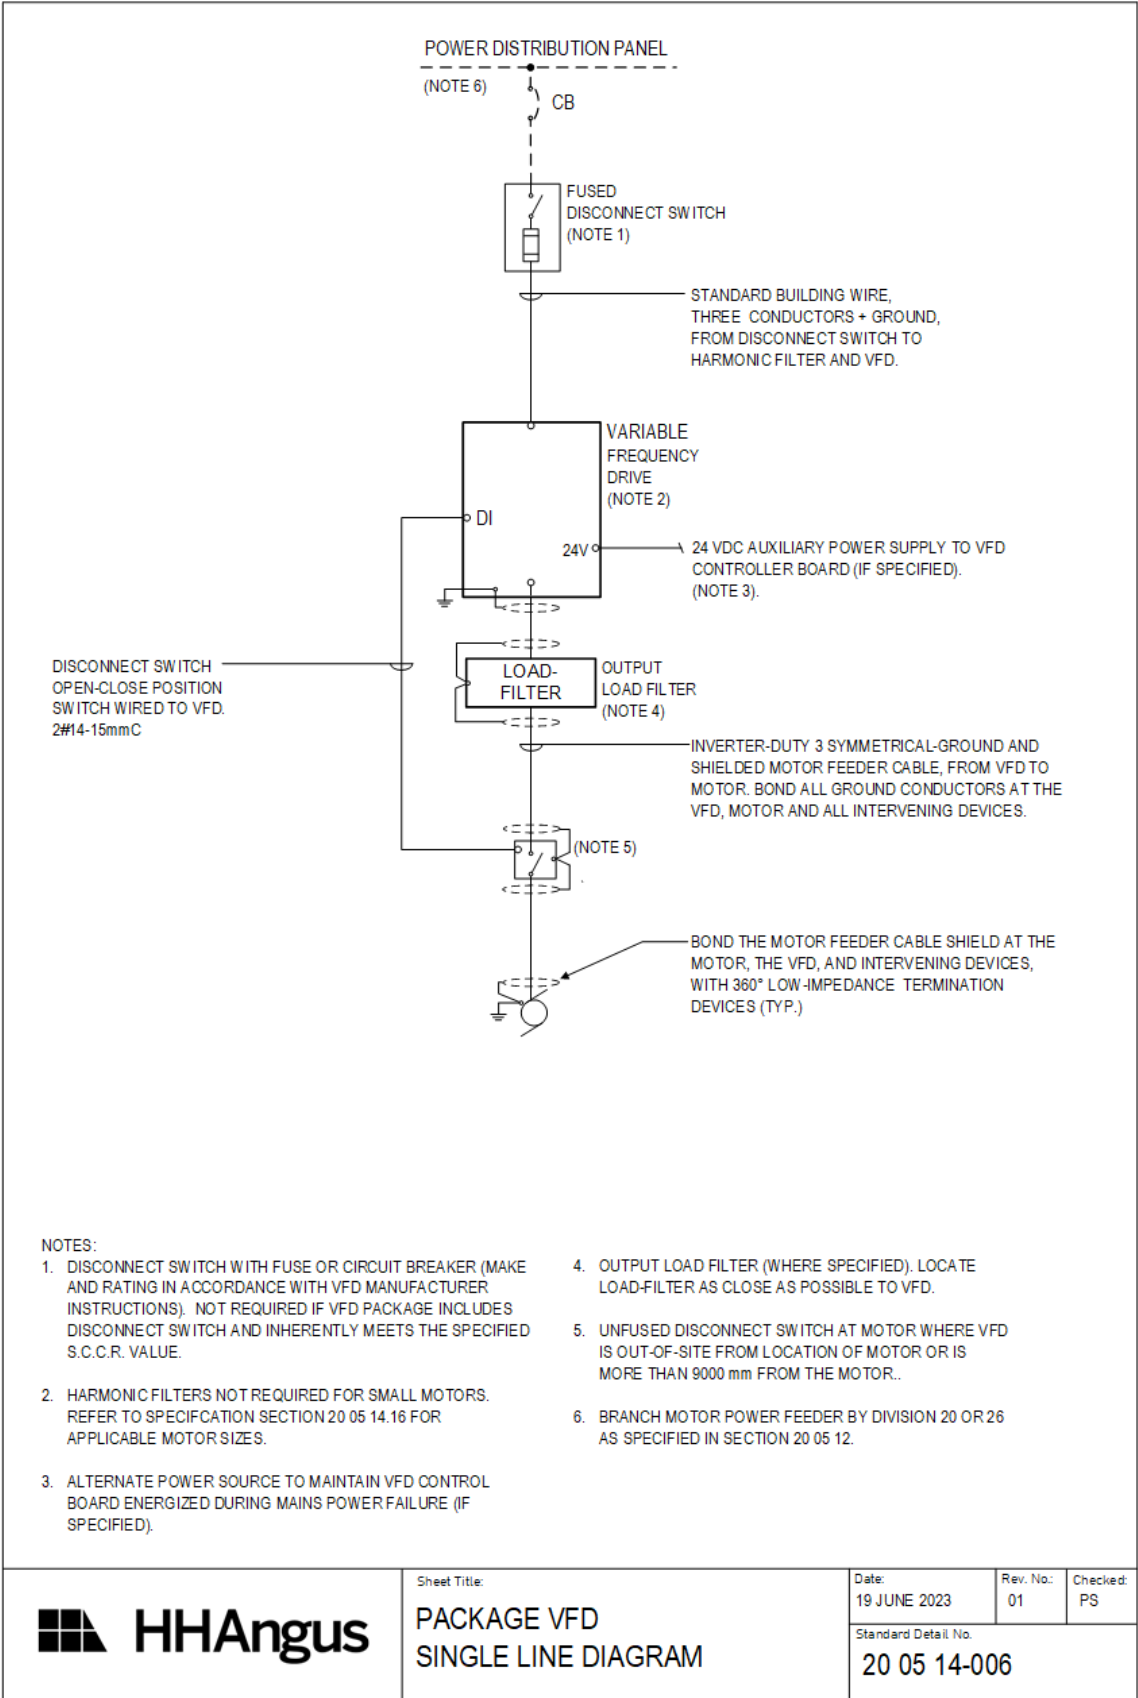 POWER DISTRIBUTION PANEL
(NOTE 6)
CB
FUSED
DISCONNECT SWITCH
(NOTE 1)
STANDARD BUILDING WIRE,
THREE CONDUCTORS + GROUND,
FROM DISCONNECT SWITCH TO
HARMONIC FILTER AND VFD.
VARIABLE
FREQUENCY
DRIVE
(NOTE 2)
DI
24V
24 VDC AUXILIARY POWER SUPPLY TO VFD
CONTROLLER BOARD (IF SPECIFIED).
(NOTE 3).
DISCONNECT SWITCH
OPEN-CLOSE POSITION
SWITCH WIRED TO VFD.
2#14-15mmC
LOAD-
FILTER
OUTPUT
LOAD FILTER
(NOTE 4)
INVERTER-DUTY 3 SYMMETRICAL-GROUND AND
SHIELDED MOTOR FEEDER CABLE, FROM VFD TO
MOTOR. BOND ALL GROUND CONDUCTORS AT THE
VFD, MOTOR AND ALL INTERVENING DEVICES.
(NOTE 5)
BOND THE MOTOR FEEDER CABLE SHIELD AT THE
MOTOR, THE VFD, AND INTERVENING DEVICES,
WITH 360° LOW-IMPEDANCE TERMINATION
DEVICES (TYP.)
NOTES:
1. DISCONNECT SWITCH WITH FUSE OR CIRCUIT BREAKER (MAKE
AND RATING IN ACCORDANCE WITH VFD MANUFACTURER
INSTRUCTIONS). NOT REQUIRED IF VFD PACKAGE INCLUDES
DISCONNECT SWITCH AND INHERENTLY MEETS THE SPECIFIED
S.C.C.R. VALUE.
2. HARMONIC FILTERS NOT REQUIRED FOR SMALL MOTORS.
REFER TO SPECIFCATION SECTION 20 05 14.16 FOR
APPLICABLE MOTOR SIZES.
3. ALTERNATE POWER SOURCE TO MAINTAIN VFD CONTROL
BOARD ENERGIZED DURING MAINS POWER FAILURE (IF
SPECIFIED).
4. OUTPUT LOAD FILTER (WHERE SPECIFIED). LOCATE
LOAD-FILTER AS CLOSE AS POSSIBLE TO VFD.
5. UNFUSED DISCONNECT SWITCH AT MOTOR WHERE VFD
IS OUT-OF-SITE FROM LOCATION OF MOTOR OR IS
MORE THAN 9000 mm FROM THE MOTOR..
6. BRANCH MOTOR POWER FEEDER BY DIVISION 20 OR 26
AS SPECIFIED IN SECTION 20 05 12.
HHAngus
Sheet Title:
PACKAGE VFD
SINGLE LINE DIAGRAM
Date:
19 JUNE 2023
Rev. No.:
01
Checked:
PS
Standard Detail No.
20 05 14-006